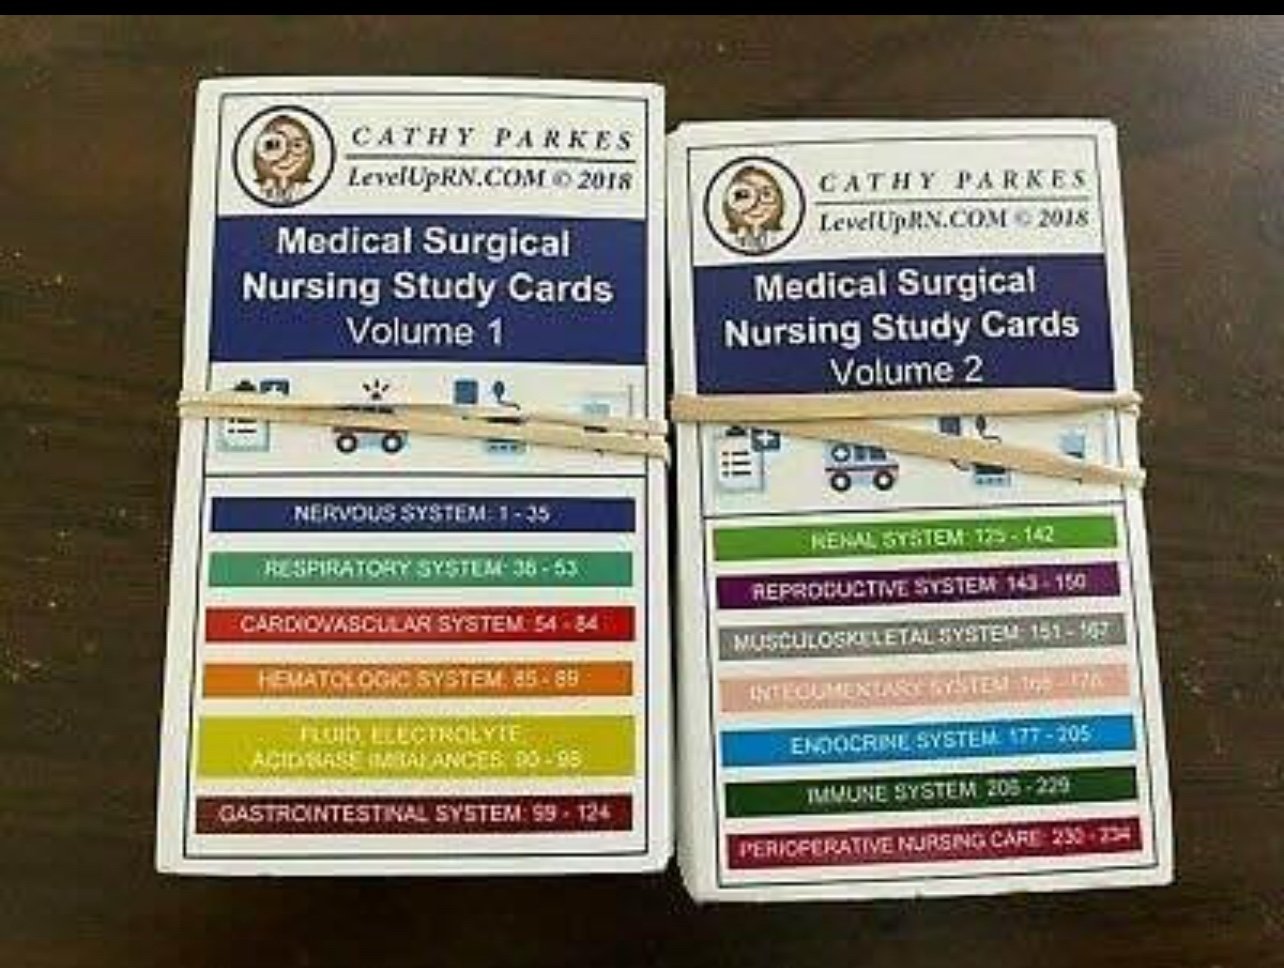 CATHY PARKES
LevelUpRN.COM © 2018
Medical Surgical
Nursing Study Cards
Volume 1
NERVOUS SYSTEM: 1 - 35
RESPIRATORY SYSTEM: 36 - 53
CARDIOVASCULAR SYSTEM: 54 - 84
HEMATOLOGIC SYSTEM: 85 - 89
FLUID, ELECTROLYTE,
ACID/BASE IMBALANCES: 90 - 98
GASTROINTESTINAL SYSTEM: 99 - 124
CATHY PARKES
LevelUpRN.COM © 2018
Medical Surgical
Nursing Study Cards
Volume 2
RENAL SYSTEM: 125 - 142
REPRODUCTIVE SYSTEM: 143 - 150
MUSCULOSKELETAL SYSTEM: 151 - 167
INTEGUMENTARY SYSTEM: 168 - 176
ENDOCRINE SYSTEM: 177 - 205
IMMUNE SYSTEM: 206 - 229
PERIOPERATIVE NURSING CARE: 230 - 234